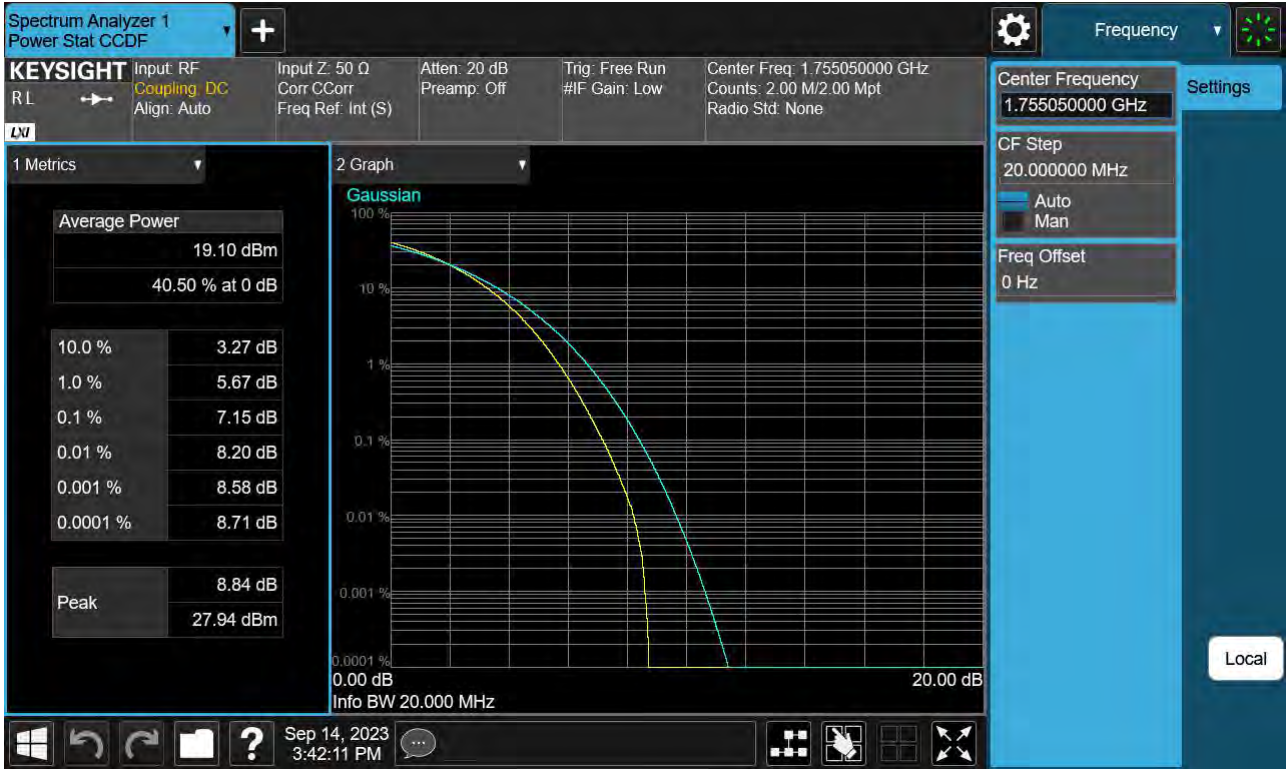 Spectrum Analyzer 1
Power Stat CCDF
+
Frequency
KEYSIGHT
RL
LXI
Input: RF
Coupling: DC
Align: Auto
Input Z: 50 Ω
Corr CCorr
Freq Ref: Int (S)
Atten: 20 dB
Preamp: Off
Trig: Free Run
#IF Gain: Low
Center Freq: 1.755050000 GHz
Counts: 2.00 M/2.00 Mpt
Radio Std: None
Center Frequency
1.755050000 GHz
Settings
CF Step
20.000000 MHz
Auto
Man
Freq Offset
0 Hz
1 Metrics
Average Power
19.10 dBm
40.50 % at 0 dB
10.0 % 3.27 dB
1.0 % 5.67 dB
0.1 % 7.15 dB
0.01 % 8.20 dB
0.001 % 8.58 dB
0.0001 % 8.71 dB
Peak
8.84 dB
27.94 dBm
2 Graph
Gaussian
100 %
10 %
1 %
0.1 %
0.01 %
0.001 %
0.0001 %
0.00 dB 20.00 dB
Info BW 20.000 MHz
Local
?
Sep 14, 2023
3:42:11 PM